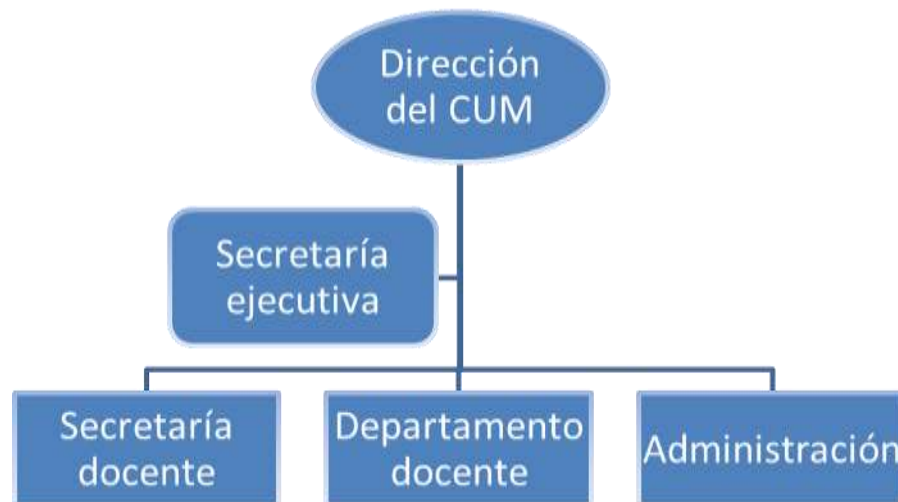 Dirección
del CUM
Secretaría
ejecutiva
Secretaría
docente
Departamento
docente
Administración